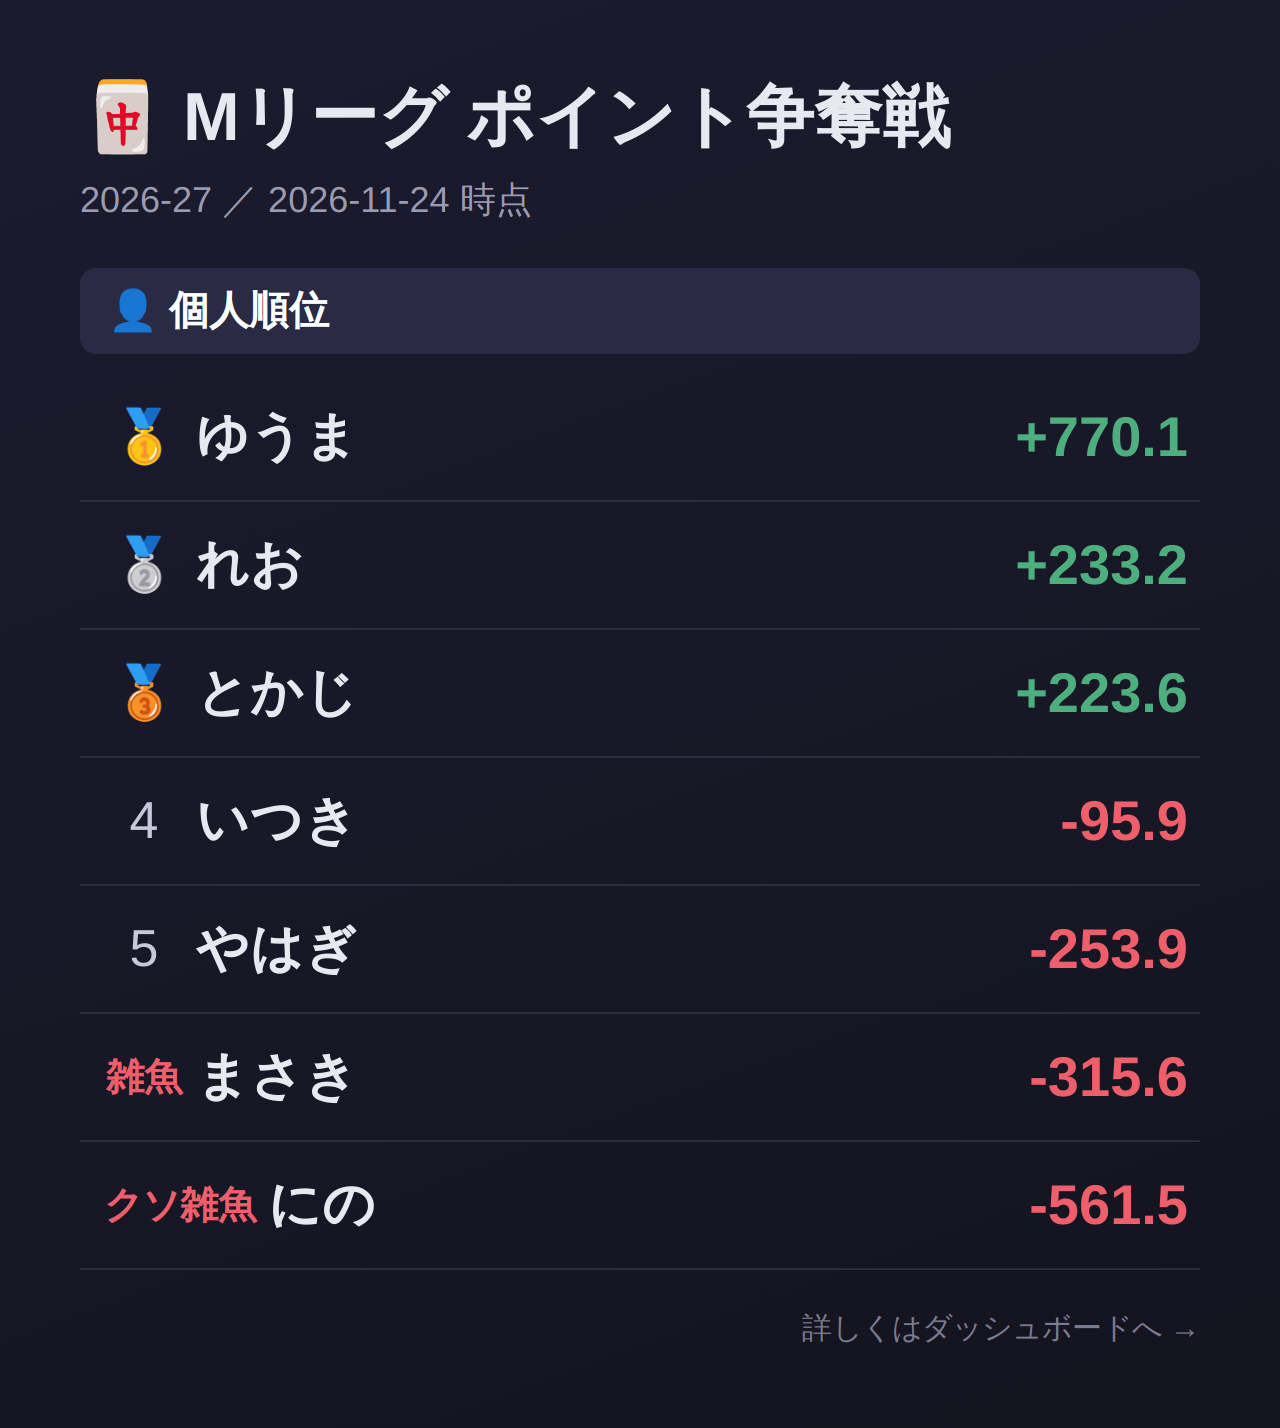 🀄 Mリーグ ポイント争奪戦
2026-27 ／ 2026-11-24 時点
👤 個人順位
🥇 ゆうま +770.1
🥈 れお +233.2
🥉 とかじ +223.6
4 いつき -95.9
5 やはぎ -253.9
雑魚 まさき -315.6
クソ雑魚 にの -561.5
詳しくはダッシュボードへ →